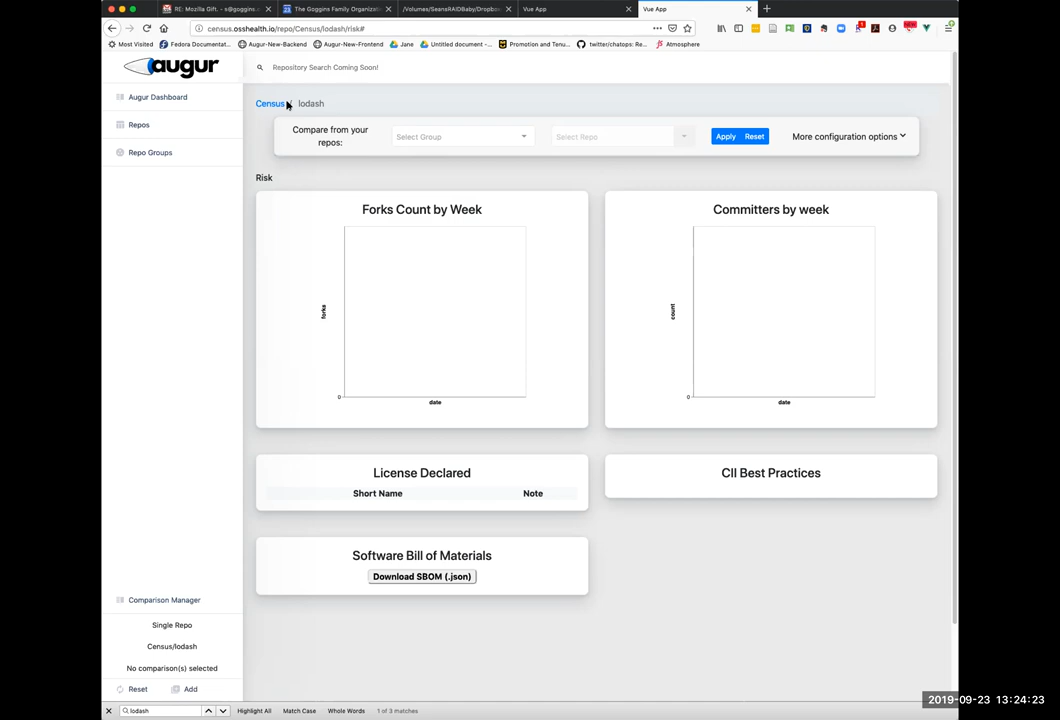 RE: Mozilla Gift. - s@goggins.
The Goggins Family Organizati
/Volumes/SeansRAIDBaby/Dropbo
Vue App
Vue App
census.osshealth.io/repo/Census/lodash/risk#
Most Visited
Fedora Documentat...
Augur-New-Backend
Augur-New-Frontend
Jane
Untitled document -...
Promotion and Tenu...
twitter/chatops: Re...
Atmosphere
augur
Repository Search Coming Soon!
Augur Dashboard
Repos
Repo Groups
Census
lodash
Compare from your
repos:
Select Group
Select Repo
Apply
Reset
More configuration options
Risk
Forks Count by Week
forks
0
date
Committers by week
count
0
date
License Declared
Short Name
Note
CII Best Practices
Software Bill of Materials
Download SBOM (.json)
Comparison Manager
Single Repo
Census/lodash
No comparison(s) selected
Reset
Add
lodash
Highlight All
Match Case
Whole Words
1 of 3 matches
2019-09-23 13:24:23